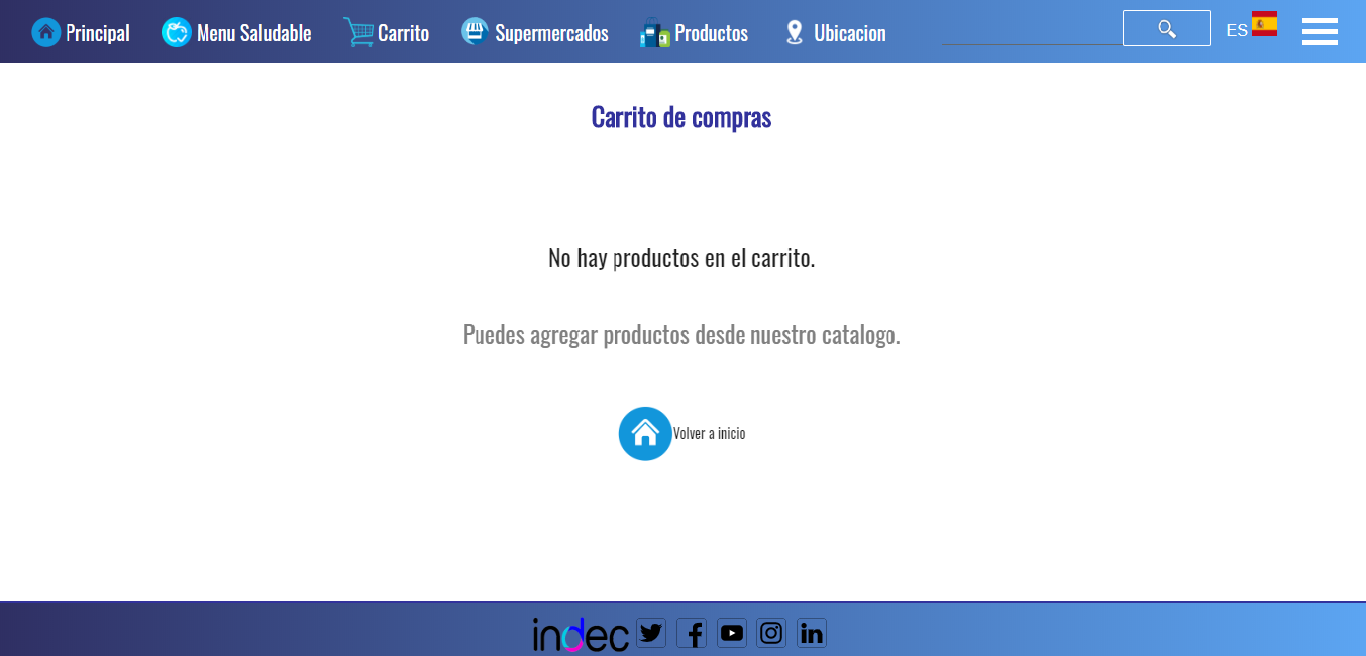 Principal Menu Saludable Carrito Supermercados Productos Ubicacion ES
Carrito de compras
No hay productos en el carrito.
Puedes agregar productos desde nuestro catalogo.
Volver a inicio
indec